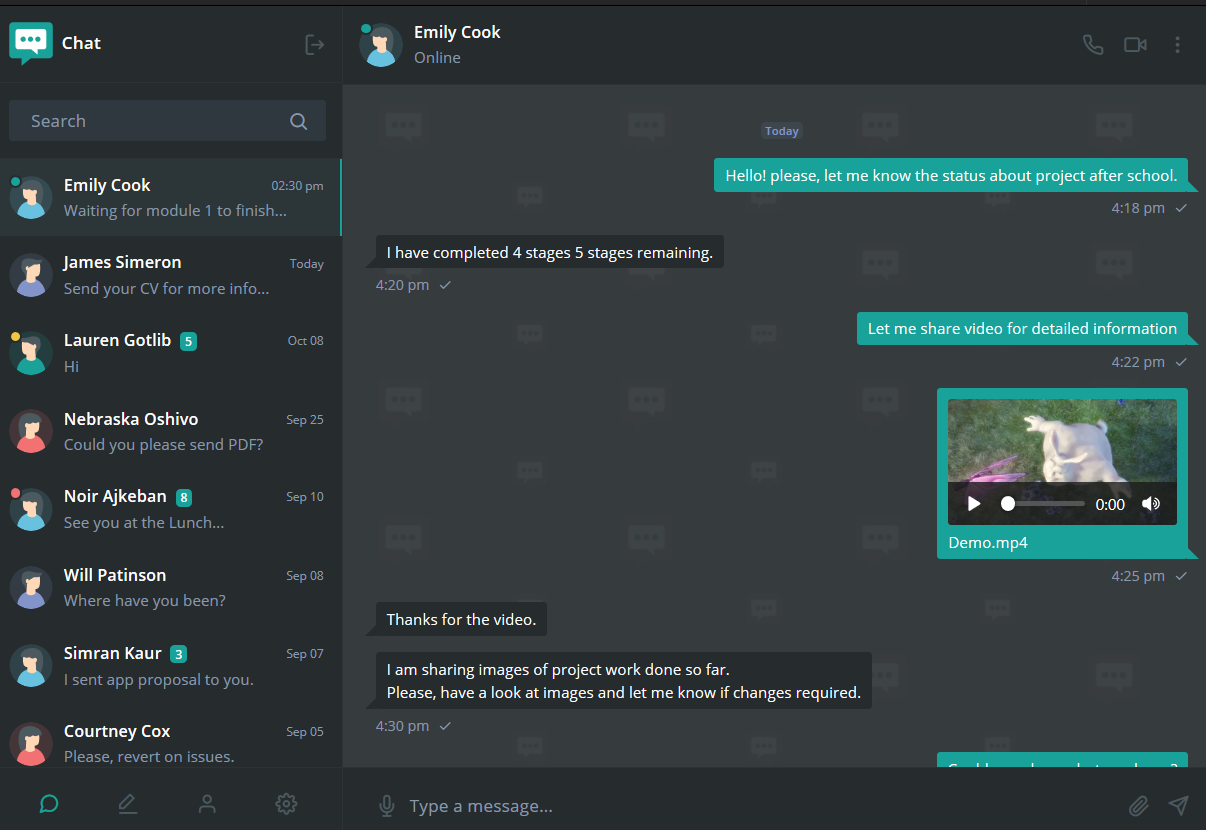 Chat
Search
Emily Cook
02:30 pm
Waiting for module 1 to finish...
James Simeron
Today
Send your CV for more info...
Lauren Gotlib 5
Oct 08
Hi
Nebraska Oshivo
Sep 25
Could you please send PDF?
Noir Ajkeban 8
Sep 10
See you at the Lunch...
Will Patinson
Sep 08
Where have you been?
Simran Kaur 3
Sep 07
I sent app proposal to you.
Courtney Cox
Sep 05
Please, revert on issues.
Emily Cook
Online
Today
Hello! please, let me know the status about project after school.
4:18 pm
I have completed 4 stages 5 stages remaining.
4:20 pm
Let me share video for detailed information
4:22 pm
0:00
Demo.mp4
4:25 pm
Thanks for the video.
I am sharing images of project work done so far.
Please, have a look at images and let me know if changes required.
4:30 pm
Type a message...